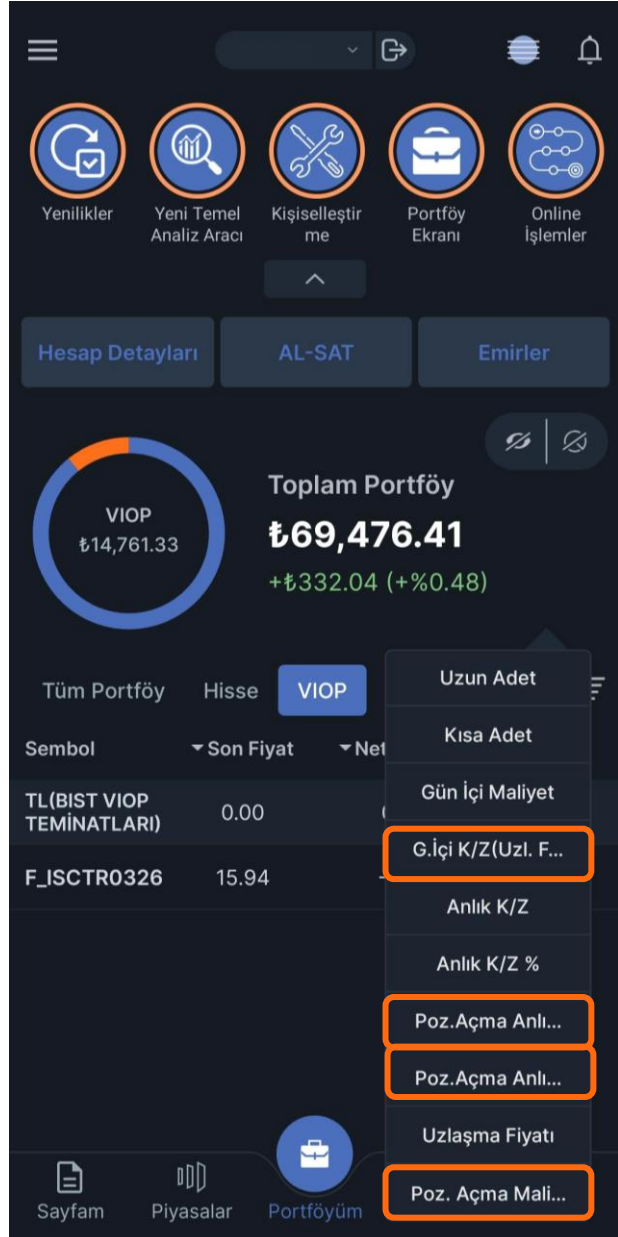 Yenilikler
Yeni Temel
Analiz Aracı
Kişiselleştir
me
Portföy
Ekranı
Online
İşlemler
Hesap Detayları
AL-SAT
Emirler
VIOP
₺14,761.33
Toplam Portföy
₺69,476.41
+₺332.04 (+%0.48)
Tüm Portföy Hisse VIOP
Sembol Son Fiyat Net
TL(BIST VIOP
TEMİNATLARI)
0.00
F_ISCTR0326 15.94
Uzun Adet
Kısa Adet
Gün İçi Maliyet
G.İçi K/Z(Uzl. F...
Anlık K/Z
Anlık K/Z %
Poz.Açma Anlı...
Poz.Açma Anlı...
Uzlaşma Fiyatı
Poz. Açma Mali...
Sayfam Piyasalar Portföyüm